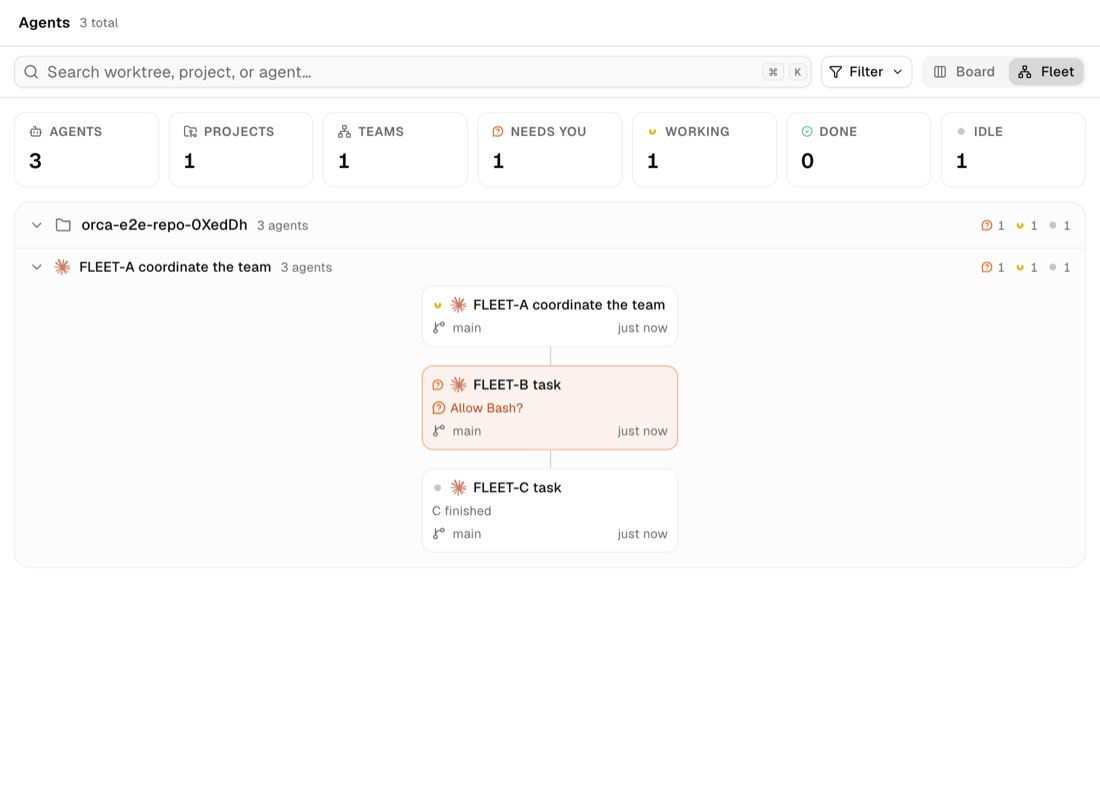 Agents 3 total
Search worktree, project, or agent... ⌘ K Filter Board Fleet
AGENTS PROJECTS TEAMS NEEDS YOU WORKING DONE IDLE
3 1 1 1 1 0 1
orca-e2e-repo-0XedDh 3 agents 1 1 1
FLEET-A coordinate the team 3 agents 1 1 1
FLEET-A coordinate the team
main just now
FLEET-B task
Allow Bash?
main just now
FLEET-C task
C finished
main just now